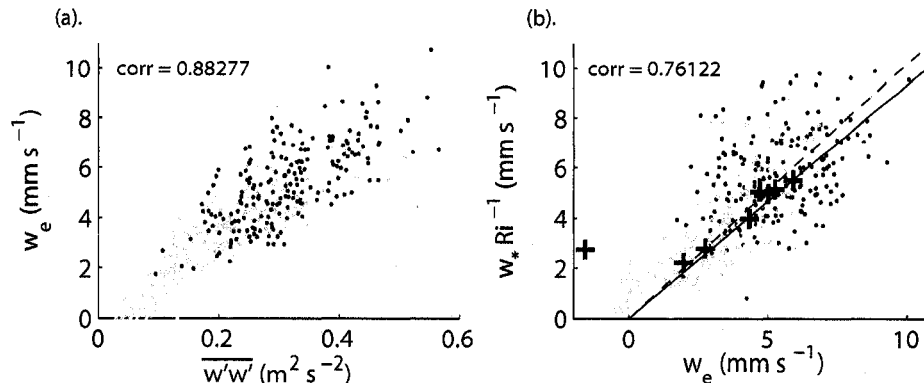 (a).
corr = 0.88277
10
8
6
4
2
0
w_e (mm s⁻¹)
0
0.2
0.4
0.6
w'w' (m² s⁻²)
(b).
corr = 0.76122
10
8
6
4
2
0
w_* Ri⁻¹ (mm s⁻¹)
0
5
10
w_e (mm s⁻¹)